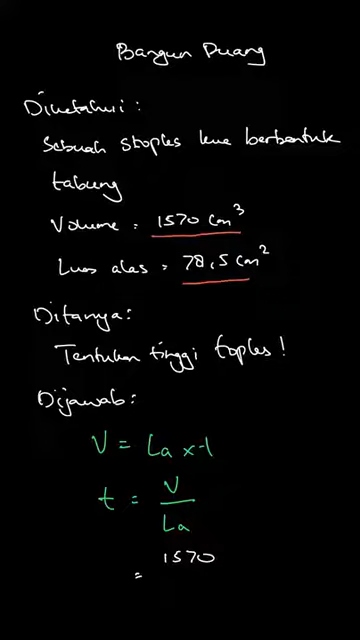 Bangun Ruang
Diketahui :
Sebuah stoples kue berbentuk
tabung
Volume = 1570 cm³
Luas alas = 78,5 cm²
Ditanya :
Tentukan tinggi toples !
Dijawab :
V = La x t
t = V / La
= 1570